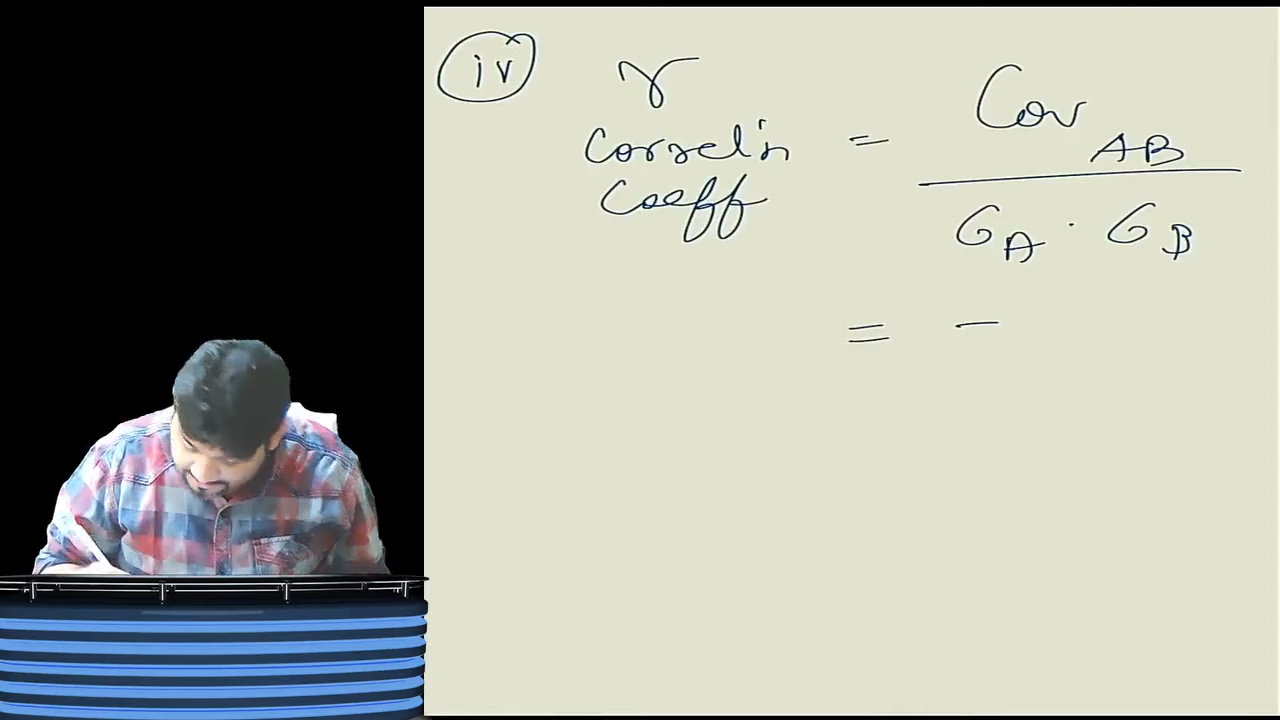 iv r Cov AB
Correl'n =
Coeff σA . σB
= –